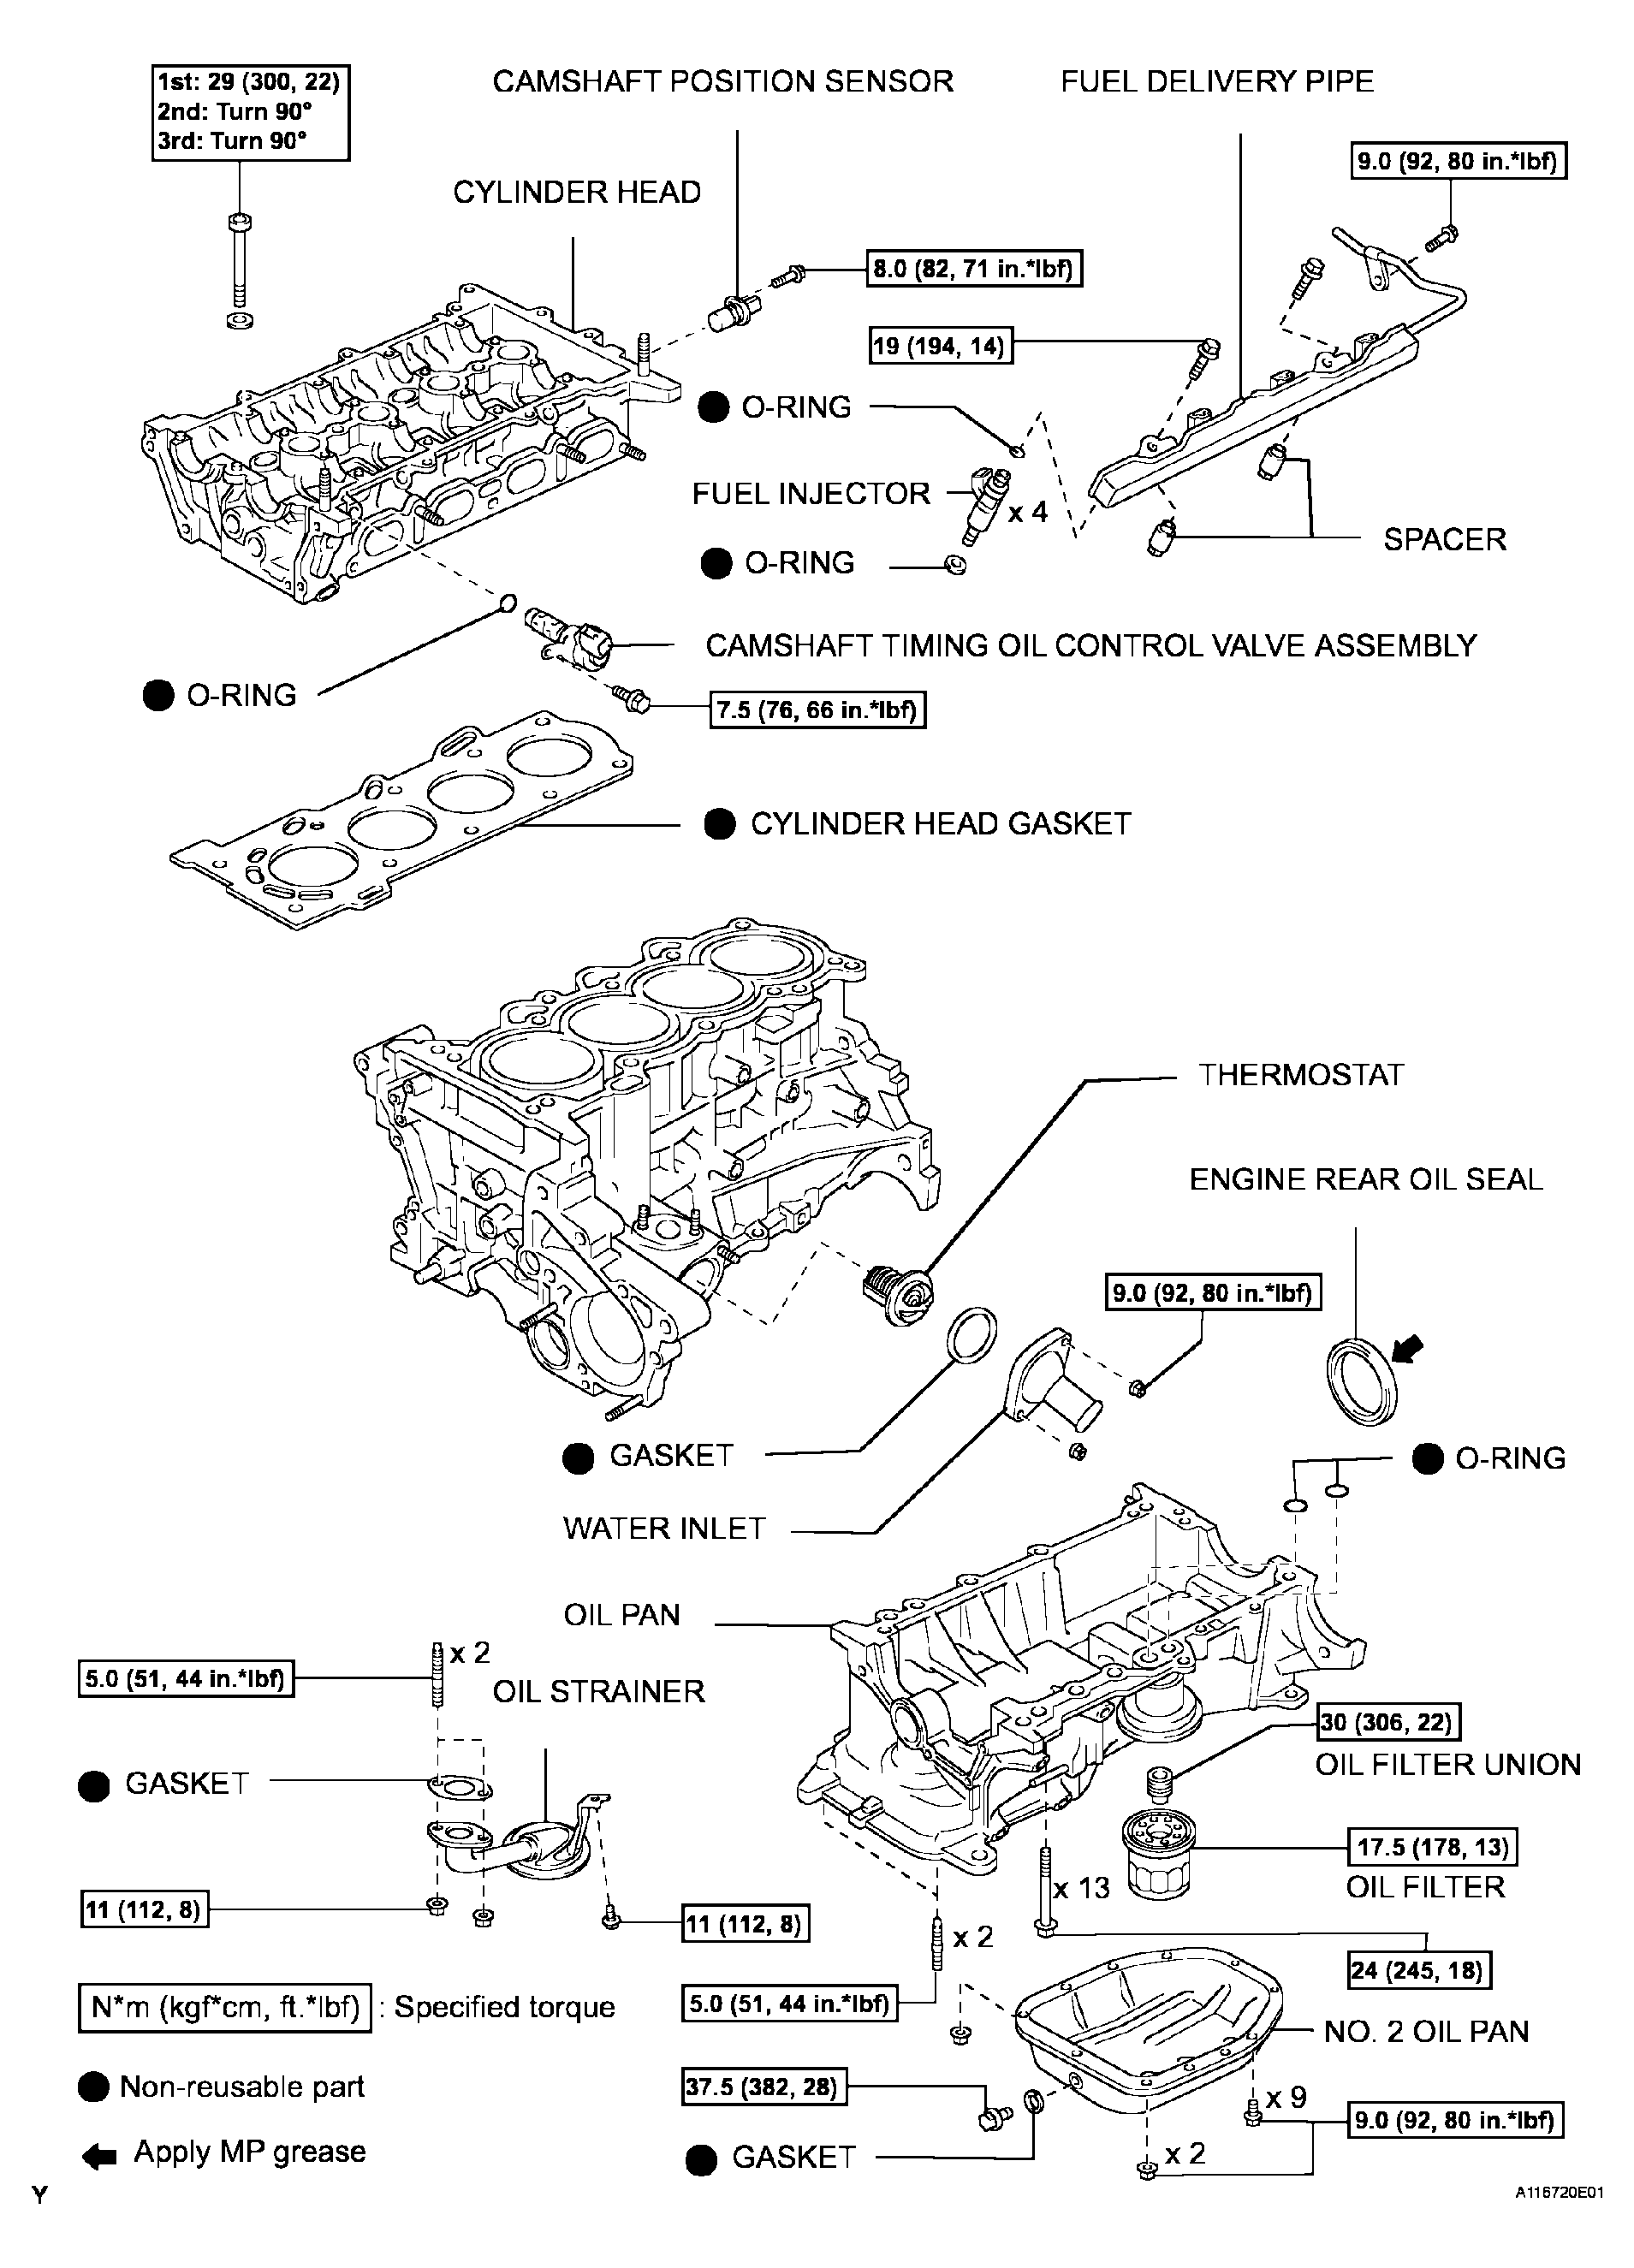 1st: 29 (300, 22)
2nd: Turn 90°
3rd: Turn 90°
CAMSHAFT POSITION SENSOR
FUEL DELIVERY PIPE
9.0 (92, 80 in.*lbf)
CYLINDER HEAD
8.0 (82, 71 in.*lbf)
19 (194, 14)
O-RING
FUEL INJECTOR
x 4
SPACER
O-RING
CAMSHAFT TIMING OIL CONTROL VALVE ASSEMBLY
O-RING
7.5 (76, 66 in.*lbf)
CYLINDER HEAD GASKET
THERMOSTAT
ENGINE REAR OIL SEAL
9.0 (92, 80 in.*lbf)
GASKET
O-RING
WATER INLET
OIL PAN
x 2
5.0 (51, 44 in.*lbf)
OIL STRAINER
30 (306, 22)
OIL FILTER UNION
GASKET
17.5 (178, 13)
OIL FILTER
x 13
11 (112, 8)
11 (112, 8)
x 2
24 (245, 18)
N*m (kgf*cm, ft.*lbf) : Specified torque
5.0 (51, 44 in.*lbf)
NO. 2 OIL PAN
Non-reusable part
37.5 (382, 28)
x 9
9.0 (92, 80 in.*lbf)
Apply MP grease
GASKET
x 2
Y
A116720E01